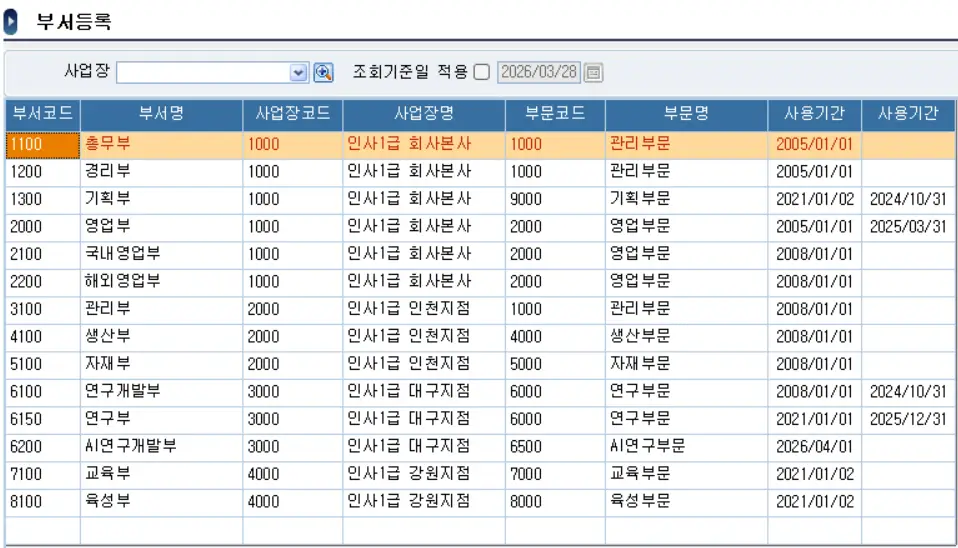 부서등록
사업장 조회기준일 적용 2026/03/28
부서코드 부서명 사업장코드 사업장명 부문코드 부문명 사용기간 사용기간
1100 총무부 1000 인사1급 회사본사 1000 관리부문 2005/01/01
1200 경리부 1000 인사1급 회사본사 1000 관리부문 2005/01/01
1300 기획부 1000 인사1급 회사본사 9000 기획부문 2021/01/02 2024/10/31
2000 영업부 1000 인사1급 회사본사 2000 영업부문 2005/01/01 2025/03/31
2100 국내영업부 1000 인사1급 회사본사 2000 영업부문 2008/01/01
2200 해외영업부 1000 인사1급 회사본사 2000 영업부문 2008/01/01
3100 관리부 2000 인사1급 인천지점 1000 관리부문 2008/01/01
4100 생산부 2000 인사1급 인천지점 4000 생산부문 2008/01/01
5100 자재부 2000 인사1급 인천지점 5000 자재부문 2008/01/01
6100 연구개발부 3000 인사1급 대구지점 6000 연구부문 2008/01/01 2024/10/31
6150 연구부 3000 인사1급 대구지점 6000 연구부문 2021/01/01 2025/12/31
6200 AI연구개발부 3000 인사1급 대구지점 6500 AI연구부문 2026/04/01
7100 교육부 4000 인사1급 강원지점 7000 교육부문 2021/01/02
8100 육성부 4000 인사1급 강원지점 8000 육성부문 2021/01/02